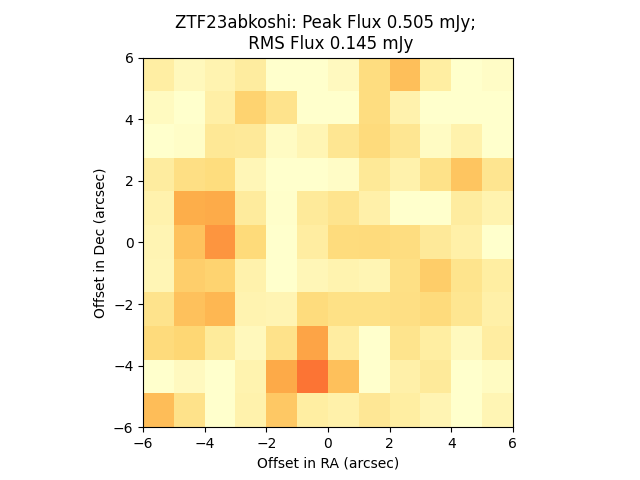 ZTF23abkoshi: Peak Flux 0.505 mJy;
RMS Flux 0.145 mJy
6
4
2
0
−2
−4
−6
Offset in Dec (arcsec)
−6 −4 −2 0 2 4 6
Offset in RA (arcsec)